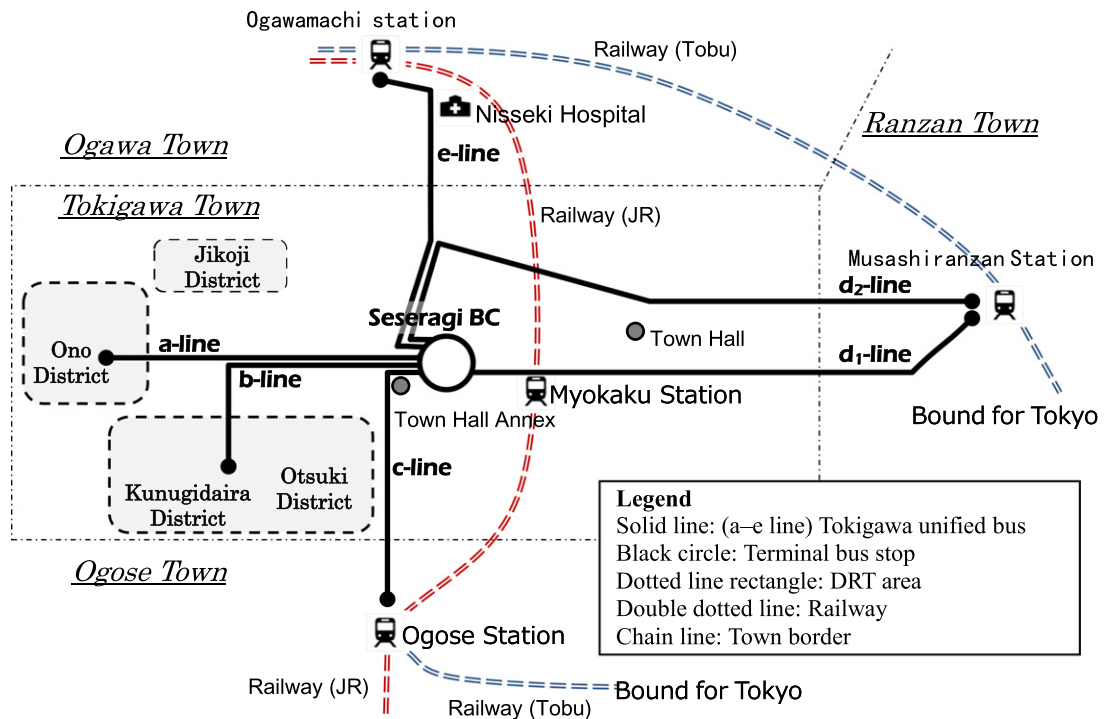 Ogawamachi station
Railway (Tobu)
Nisseki Hospital
Ranzan Town
Ogawa Town
e-line
Tokigawa Town
Railway (JR)
Jikoji
District
Musashiranzan Station
d₂-line
Seseragi BC
Town Hall
a-line
Ono
District
d₁-line
b-line
Myokaku Station
Town Hall Annex
Bound for Tokyo
c-line
Otsuki
District
Kunugidaira
District
Legend
Solid line: (a–e line) Tokigawa unified bus
Black circle: Terminal bus stop
Dotted line rectangle: DRT area
Double dotted line: Railway
Chain line: Town border
Ogose Town
Ogose Station
Railway (JR)
Bound for Tokyo
Railway (Tobu)